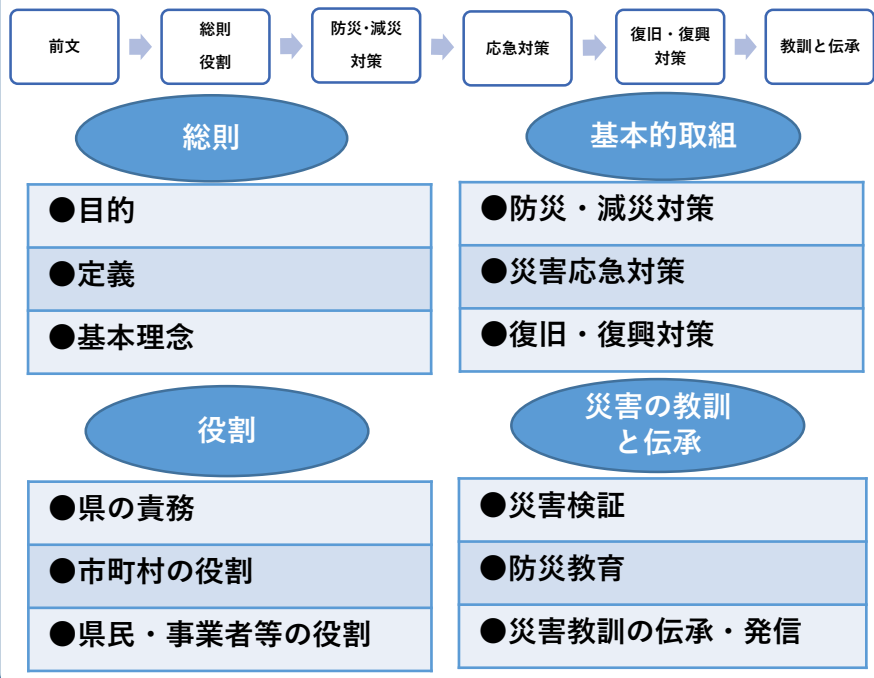 前文
総則
役割
防災・減災
対策
応急対策
復旧・復興
対策
教訓と伝承
総則
●目的
●定義
●基本理念
基本的取組
●防災・減災対策
●災害応急対策
●復旧・復興対策
役割
●県の責務
●市町村の役割
●県民・事業者等の役割
災害の教訓
と伝承
●災害検証
●防災教育
●災害教訓の伝承・発信